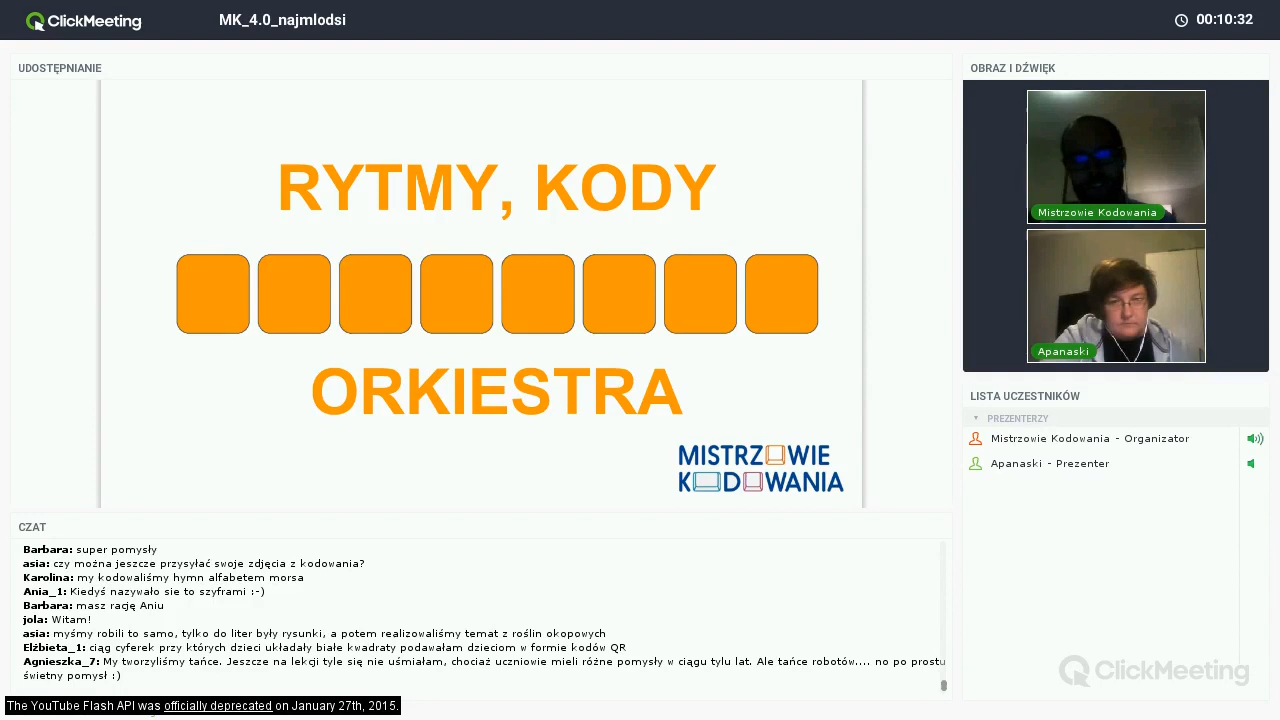 ClickMeeting
MK_4.0_najmlodsi
00:10:32
UDOSTĘPNIANIE
RYTMY, KODY
ORKIESTRA
MISTRZOWIE
KODOWANIA
OBRAZ I DŹWIĘK
Mistrzowie Kodowania
Apanaski
LISTA UCZESTNIKÓW
PREZENTERZY
Mistrzowie Kodowania - Organizator
Apanaski - Prezenter
CZAT
Barbara: super pomysły
asia: czy można jeszcze przysyłać swoje zdjęcia z kodowania?
Karolina: my kodowaliśmy hymn alfabetem morsa
Ania_1: Kiedyś nazywało sie to szyframi :-)
Barbara: masz rację Aniu
jola: Witam!
asia: myśmy robili to samo, tylko do liter były rysunki, a potem realizowaliśmy temat z roślin okopowych
Elżbieta_1: ciąg cyferek przy których dzieci układały białe kwadraty podawałam dzieciom w formie kodów QR
Agnieszka_7: My tworzyliśmy tańce. Jeszcze na lekcji tyle się nie uśmiałam, chociaż uczniowie mieli różne pomysły w ciągu tylu lat. Ale tańce robotów.... no po prostu
świetny pomysł :)
ClickMeeting
The YouTube Flash API was officially deprecated on January 27th, 2015.